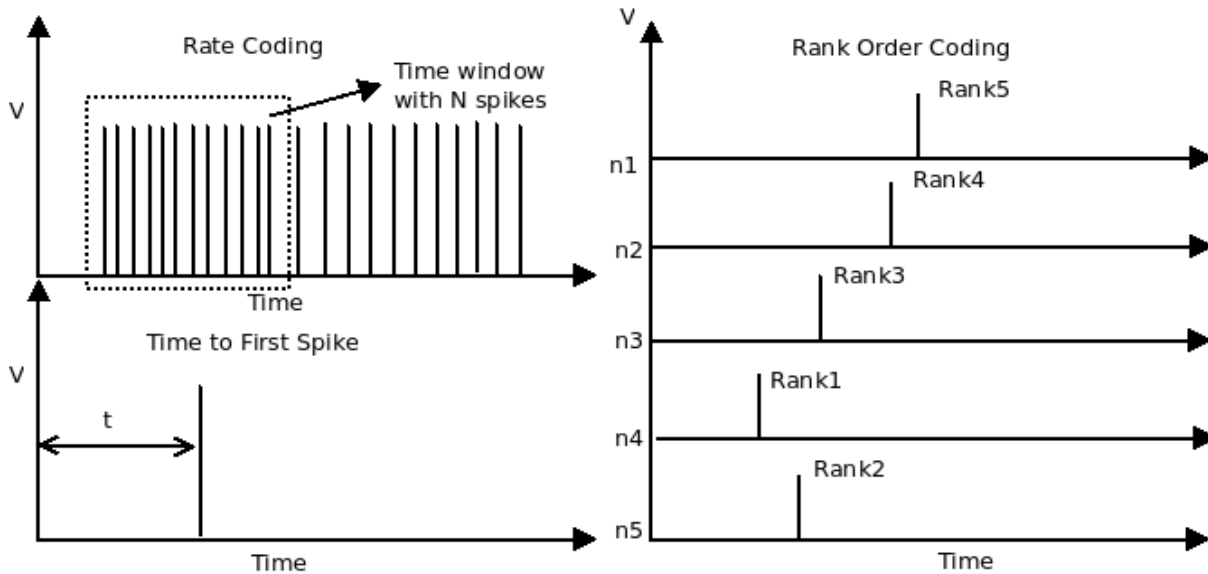 Rate Coding
Time window
with N spikes
V
Time
Time to First Spike
V
t
Time
V
Rank Order Coding
Rank5
n1
Rank4
n2
Rank3
n3
Rank1
n4
Rank2
n5
Time